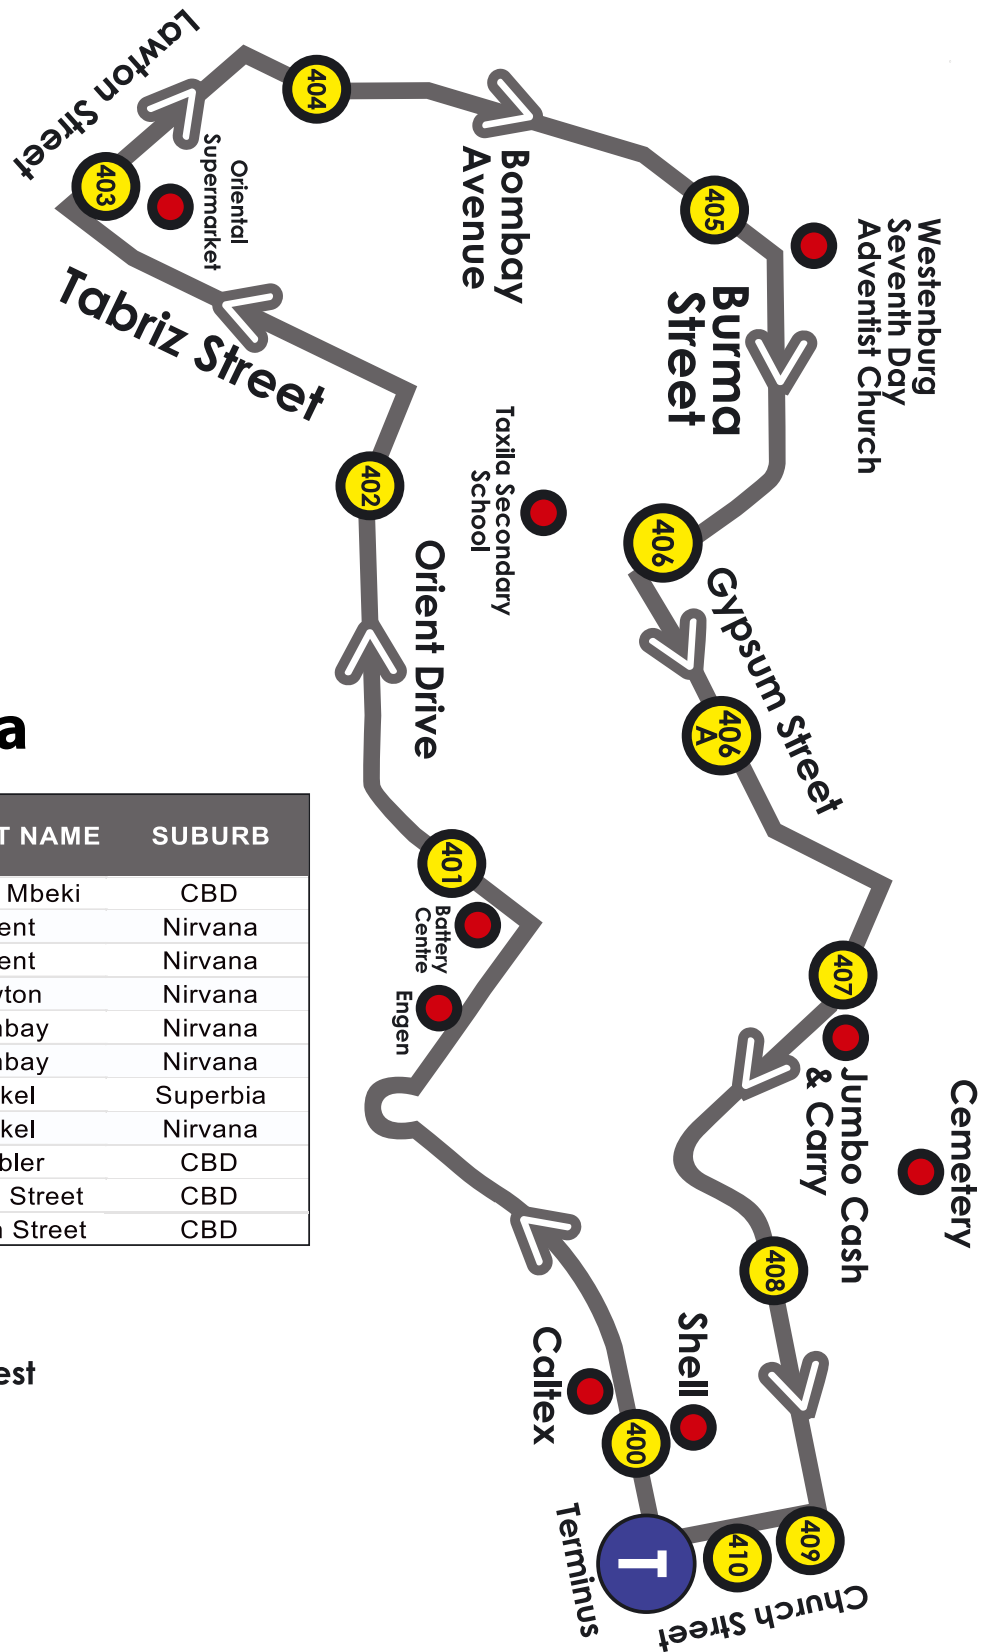 Lawton Street
404
403
Oriental
Supermarket
Bombay
Avenue
405
Westenburg
Seventh Day
Adventist Church
Burma
Street
Tabriz Street
Taxila Secondary
School
402
406
Gypsum Street
Orient Drive
406
A
a
T NAME SUBURB
Mbeki CBD
ent Nirvana
ent Nirvana
ton Nirvana
bay Nirvana
bay Nirvana
kel Superbia
kel Nirvana
bler CBD
Street CBD
Street CBD
401
Battery
Centre
Engen
407
Jumbo Cash
& Carry
Cemetery
408
Shell
Caltex
400
est
Terminus
T
410
409
Church Street